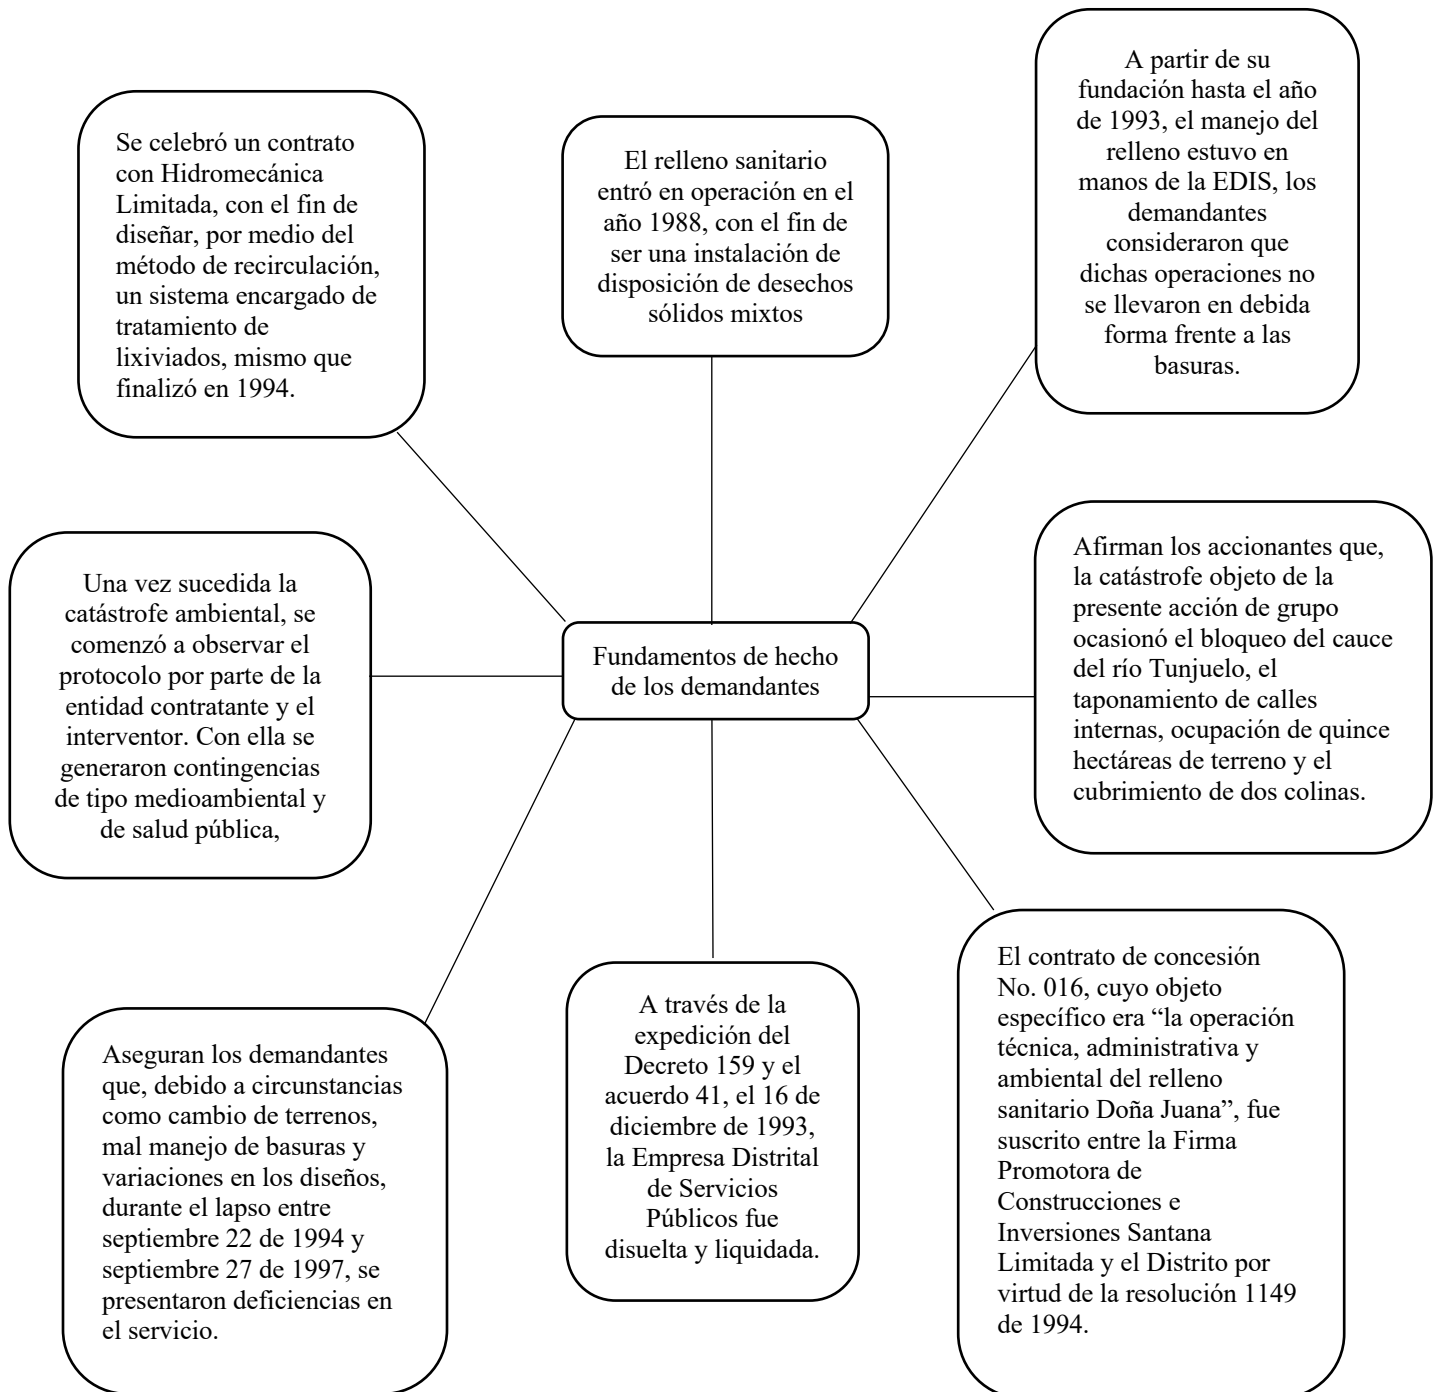 Se celebró un contrato
con Hidromecánica
Limitada, con el fin de
diseñar, por medio del
método de recirculación,
un sistema encargado de
tratamiento de
lixiviados, mismo que
finalizó en 1994.
El relleno sanitario
entró en operación en el
año 1988, con el fin de
ser una instalación de
disposición de desechos
sólidos mixtos
A partir de su
fundación hasta el año
de 1993, el manejo del
relleno estuvo en
manos de la EDIS, los
demandantes
consideraron que
dichas operaciones no
se llevaron en debida
forma frente a las
basuras.
Una vez sucedida la
catástrofe ambiental, se
comenzó a observar el
protocolo por parte de la
entidad contratante y el
interventor. Con ella se
generaron contingencias
de tipo medioambiental y
de salud pública,
Fundamentos de hecho
de los demandantes
Afirman los accionantes que,
la catástrofe objeto de la
presente acción de grupo
ocasionó el bloqueo del cauce
del río Tunjuelo, el
taponamiento de calles
internas, ocupación de quince
hectáreas de terreno y el
cubrimiento de dos colinas.
Aseguran los demandantes
que, debido a circunstancias
como cambio de terrenos,
mal manejo de basuras y
variaciones en los diseños,
durante el lapso entre
septiembre 22 de 1994 y
septiembre 27 de 1997, se
presentaron deficiencias en
el servicio.
A través de la
expedición del
Decreto 159 y el
acuerdo 41, el 16 de
diciembre de 1993,
la Empresa Distrital
de Servicios
Públicos fue
disuelta y liquidada.
El contrato de concesión
No. 016, cuyo objeto
específico era “la operación
técnica, administrativa y
ambiental del relleno
sanitario Doña Juana”, fue
suscrito entre la Firma
Promotora de
Construcciones e
Inversiones Santana
Limitada y el Distrito por
virtud de la resolución 1149
de 1994.